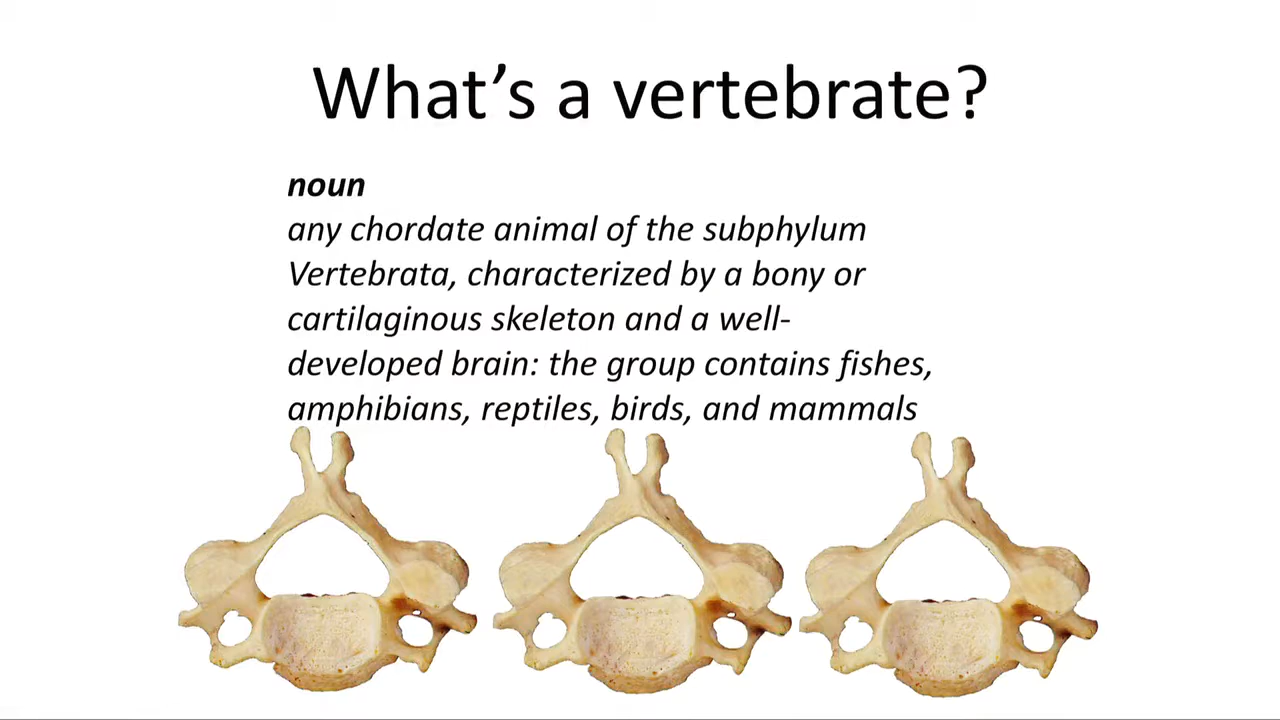 What’s a vertebrate?
noun
any chordate animal of the subphylum
Vertebrata, characterized by a bony or
cartilaginous skeleton and a well-
developed brain: the group contains fishes,
amphibians, reptiles, birds, and mammals